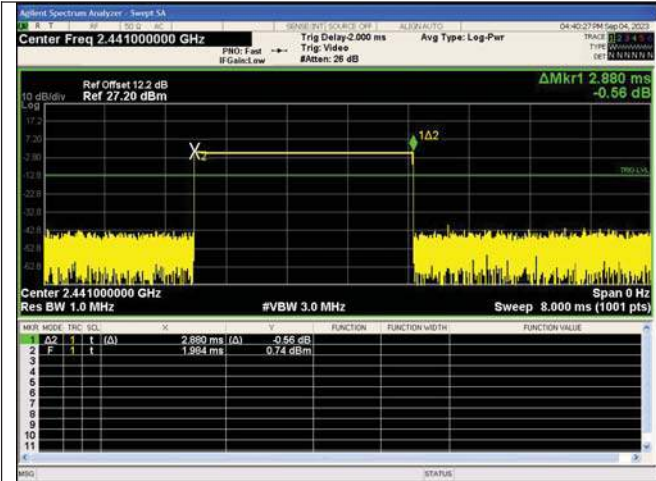 Agilent Spectrum Analyzer - Swept SA
R T RF 50 Ω AC SENSE:INT SOURCE OFF ALIGN AUTO 04:40:27 PM Sep 04, 2023
Center Freq 2.441000000 GHz
PNO: Fast
IFGain:Low
Trig Delay-2.000 ms
Trig: Video
#Atten: 26 dB
Avg Type: Log-Pwr
TRACE 1 2 3 4 5 6
TYPE WWWWWW
DET N N N N N N
ΔMkr1 2.880 ms
-0.56 dB
Ref Offset 12.2 dB
10 dB/div Ref 27.20 dBm
Log
17.2
7.20
-2.80
-12.8
-22.8
-32.8
-42.8
-52.8
-62.8
X2
1Δ2
TRIG LVL
Center 2.441000000 GHz Span 0 Hz
Res BW 1.0 MHz #VBW 3.0 MHz Sweep 8.000 ms (1001 pts)
MKR MODE TRC SCL X Y FUNCTION FUNCTION WIDTH FUNCTION VALUE
1 Δ2 1 t (Δ) 2.880 ms (Δ) -0.56 dB
2 F 1 t 1.984 ms 0.74 dBm
3
4
5
6
7
8
9
10
11
MSG STATUS